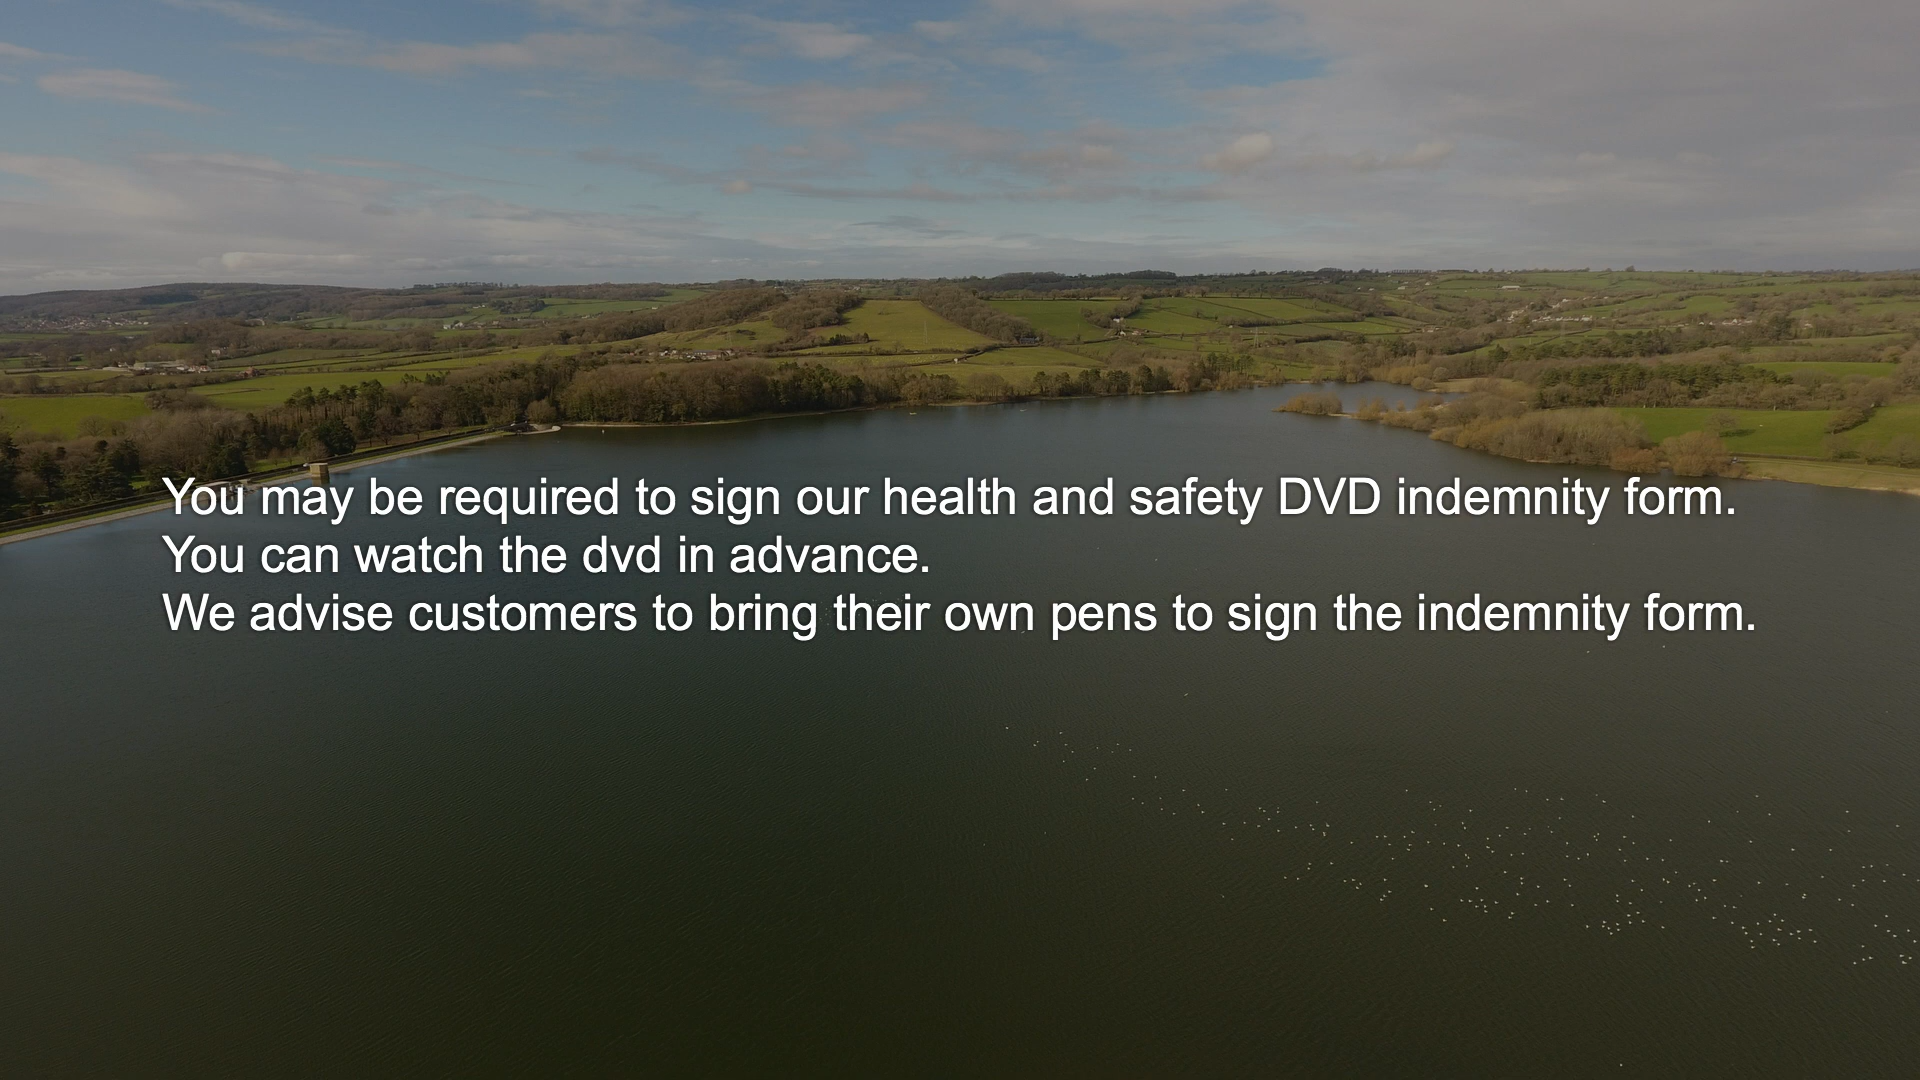 You may be required to sign our health and safety DVD indemnity form.
You can watch the dvd in advance.
We advise customers to bring their own pens to sign the indemnity form.